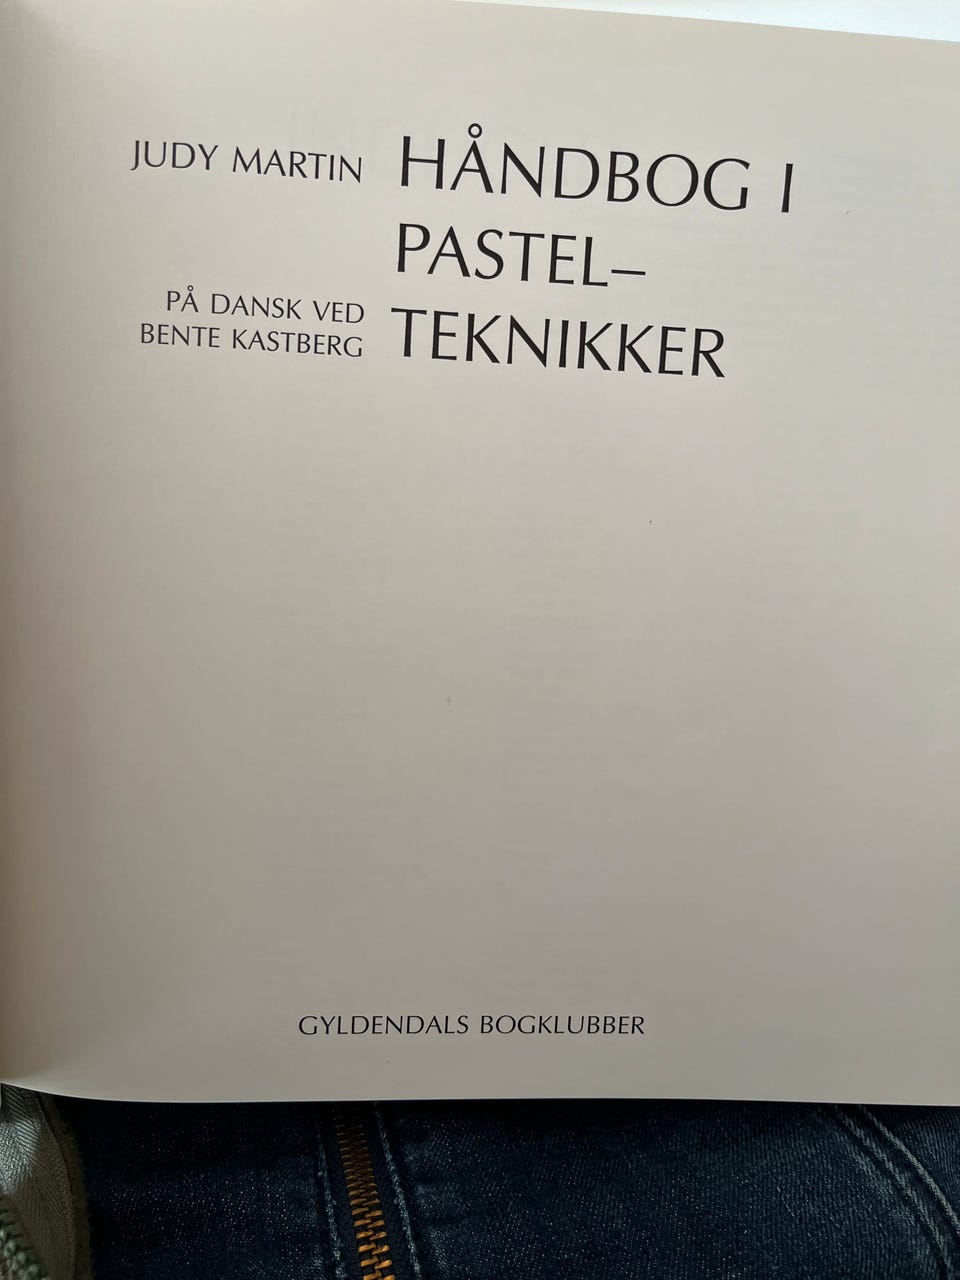 JUDY MARTIN
HÅNDBOG I
PASTEL–
TEKNIKKER
PÅ DANSK VED
BENTE KASTBERG
GYLDENDALS BOGKLUBBER